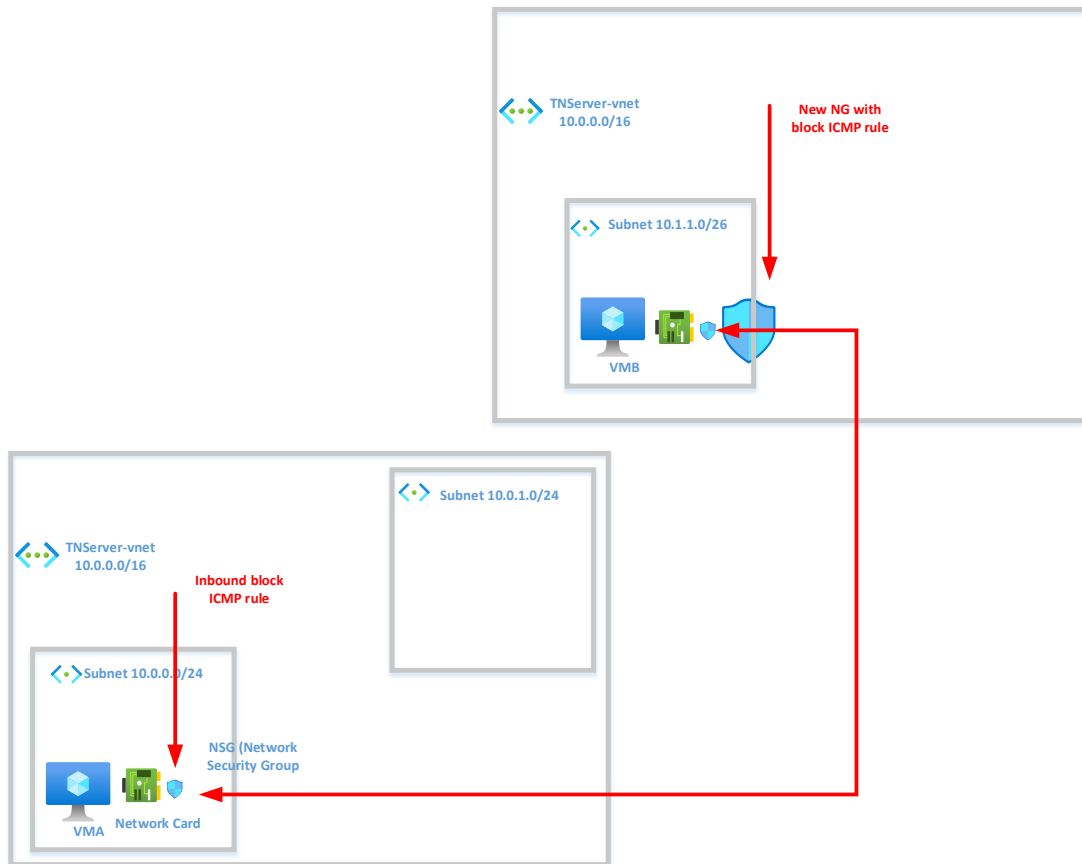 TNServer-vnet
10.0.0.0/16
New NG with
block ICMP rule
Subnet 10.1.1.0/26
VMB
Subnet 10.0.1.0/24
TNServer-vnet
10.0.0.0/16
Inbound block
ICMP rule
Subnet 10.0.0.0/24
NSG (Network
Security Group
Network Card
VMA